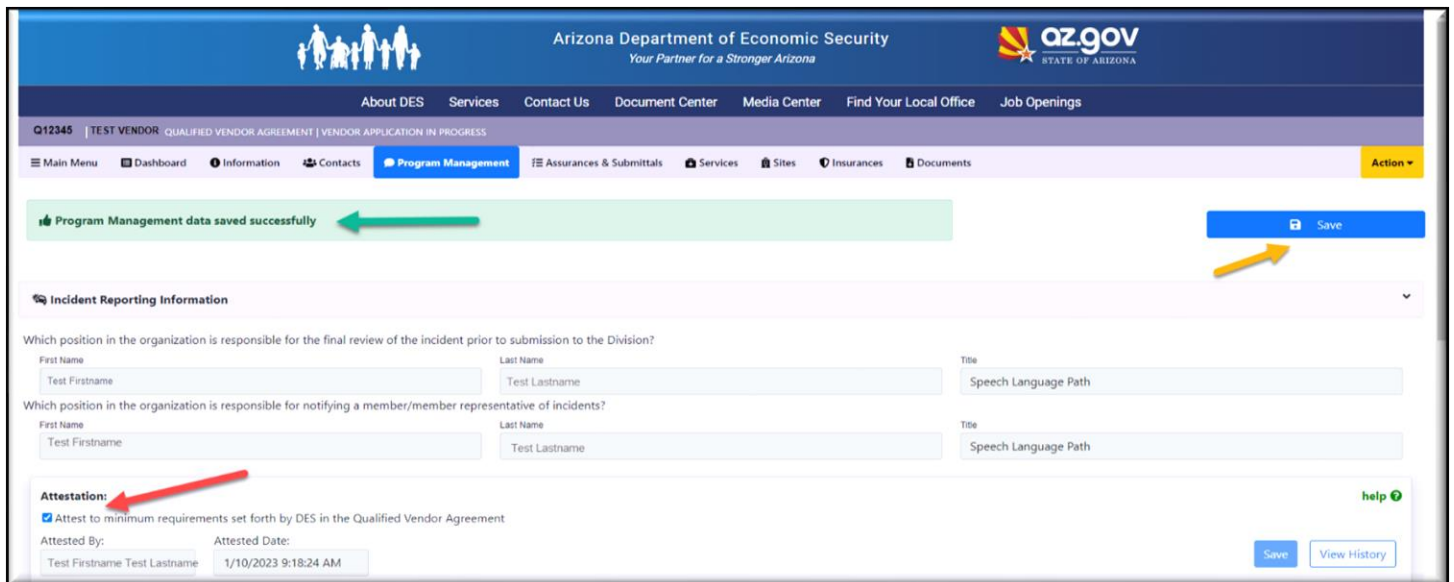 Arizona Department of Economic Security
Your Partner for a Stronger Arizona
az.gov
STATE OF ARIZONA
About DES Services Contact Us Document Center Media Center Find Your Local Office Job Openings
Q12345 | TEST VENDOR QUALIFIED VENDOR AGREEMENT | VENDOR APPLICATION IN PROGRESS
Main Menu Dashboard Information Contacts Program Management Assurances & Submittals Services Sites Insurances Documents Action
Program Management data saved successfully
Save
Incident Reporting Information
Which position in the organization is responsible for the final review of the incident prior to submission to the Division?
First Name Last Name Title
Test Firstname Test Lastname Speech Language Path
Which position in the organization is responsible for notifying a member/member representative of incidents?
First Name Last Name Title
Test Firstname Test Lastname Speech Language Path
Attestation: help
Attest to minimum requirements set forth by DES in the Qualified Vendor Agreement
Attested By: Attested Date:
Test Firstname Test Lastname 1/10/2023 9:18:24 AM Save View History